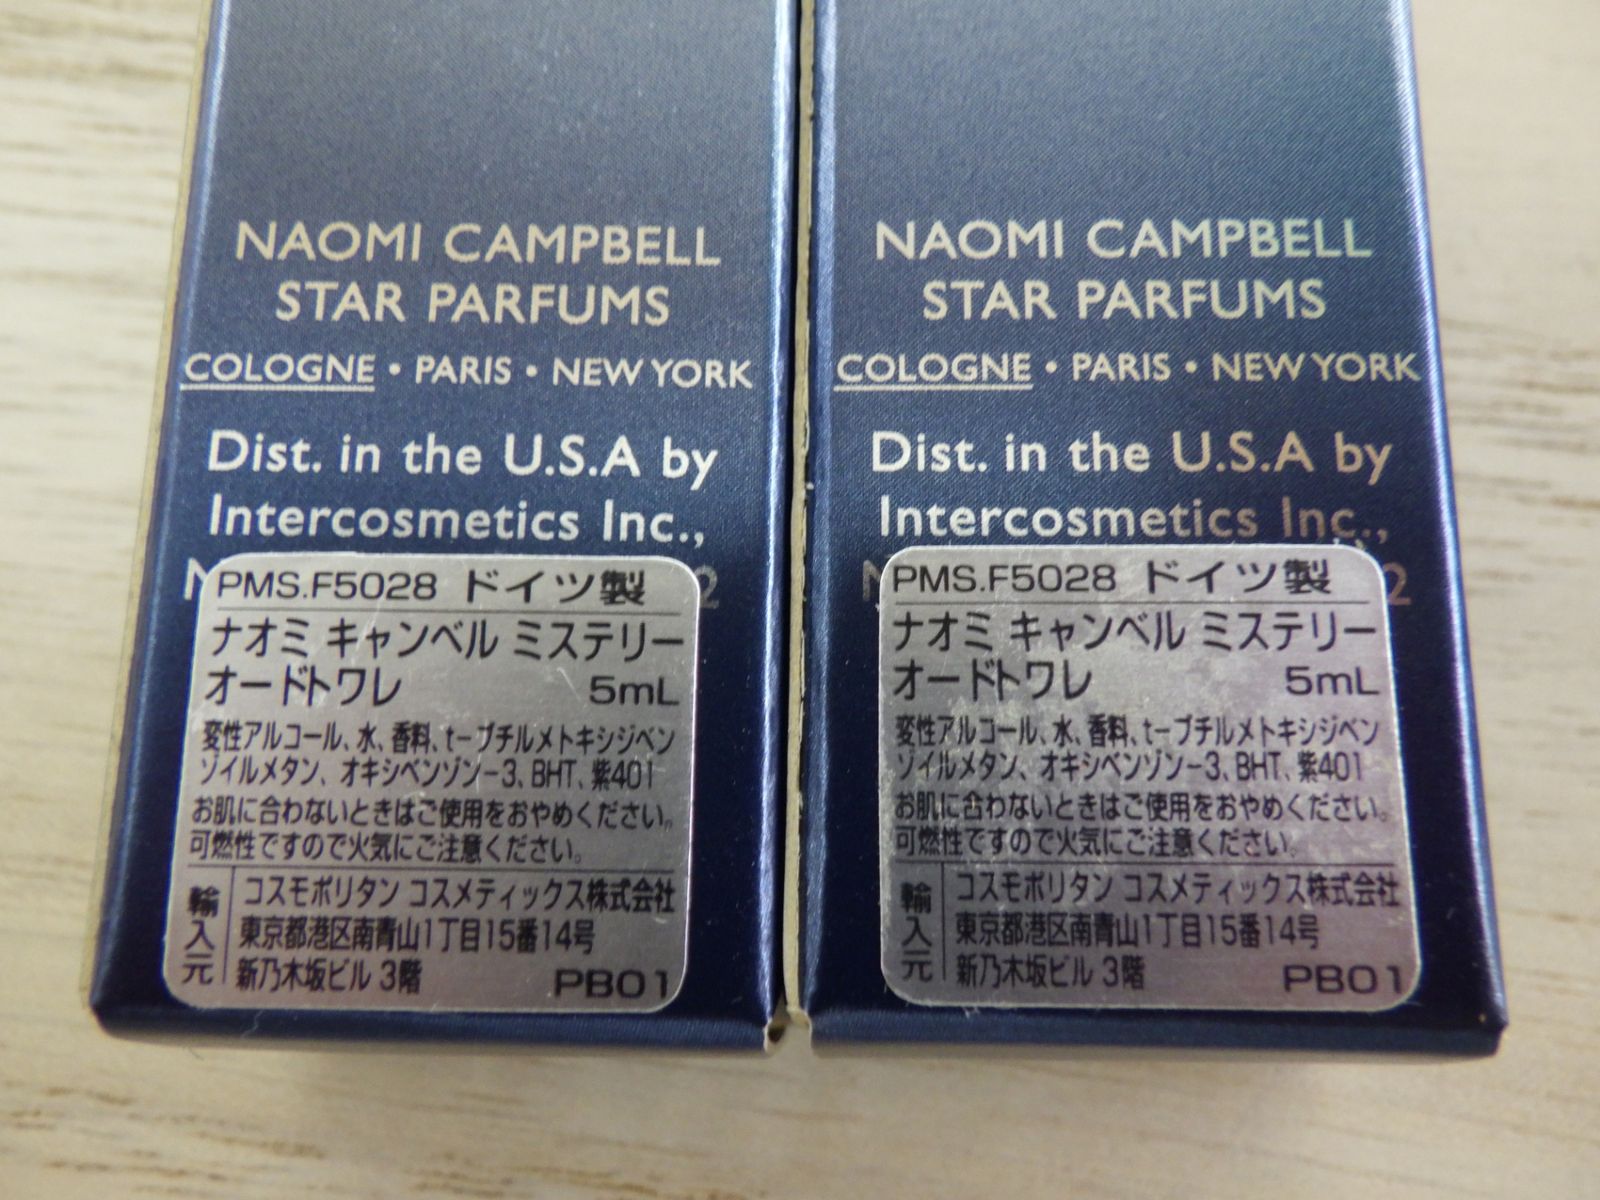 NAOMI CAMPBELL
STAR PARFUMS
COLOGNE • PARIS • NEW YORK
Dist. in the U.S.A by
Intercosmetics Inc.,
PMS.F5028 ドイツ製
ナオミ キャンベル ミステリー
オードトワレ 5mL
変性アルコール、水、香料、t-ブチルメトキシジベン
ゾイルメタン、オキシベンゾン-3、BHT、紫401
お肌に合わないときはご使用をおやめください。
可燃性ですので火気にご注意ください。
輸入元
コスモポリタン コスメティックス株式会社
東京都港区南青山1丁目15番14号
新乃木坂ビル 3階 PB01
NAOMI CAMPBELL
STAR PARFUMS
COLOGNE • PARIS • NEW YORK
Dist. in the U.S.A by
Intercosmetics Inc.,
PMS.F5028 ドイツ製
ナオミ キャンベル ミステリー
オードトワレ 5mL
変性アルコール、水、香料、t-ブチルメトキシジベン
ゾイルメタン、オキシベンゾン-3、BHT、紫401
お肌に合わないときはご使用をおやめください。
可燃性ですので火気にご注意ください。
輸入元
コスモポリタン コスメティックス株式会社
東京都港区南青山1丁目15番14号
新乃木坂ビル 3階 PB01